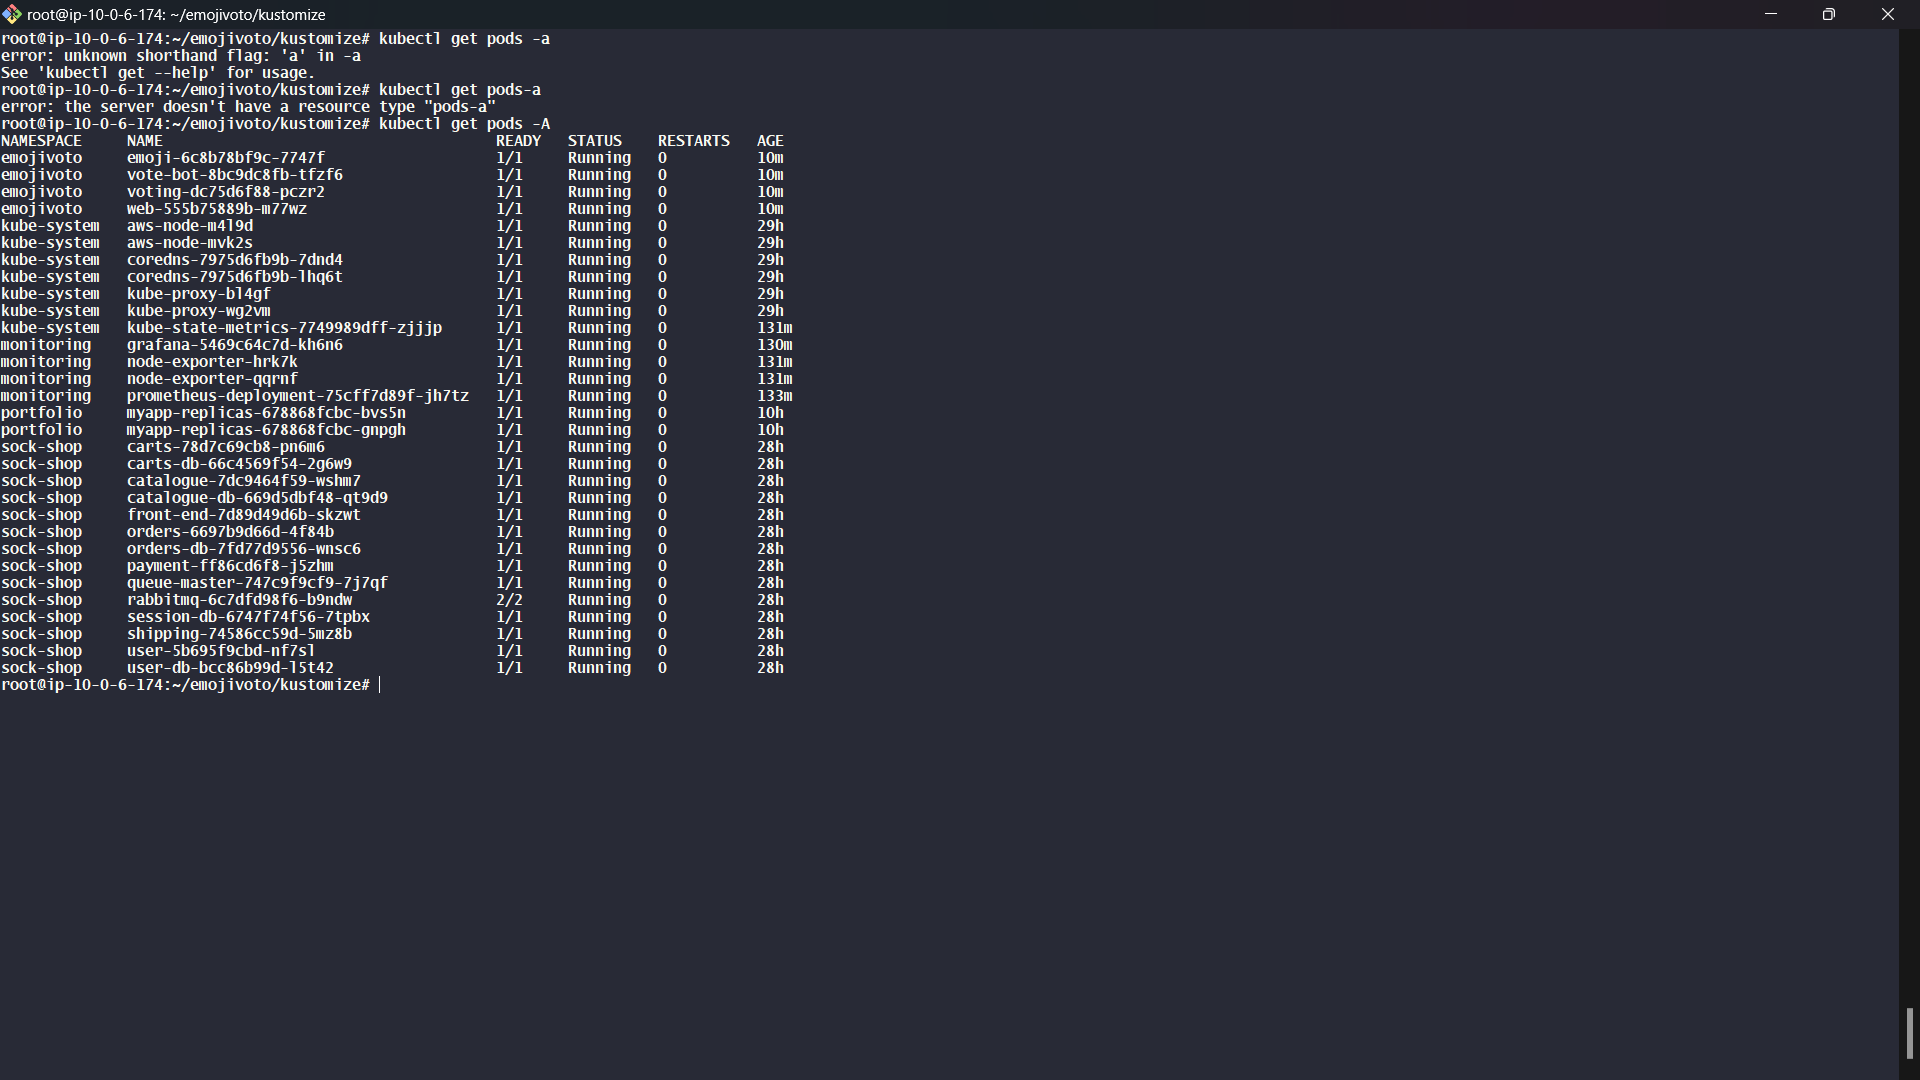 root@ip-10-0-6-174: ~/emojivoto/kustomize
root@ip-10-0-6-174:~/emojivoto/kustomize# kubectl get pods -a
error: unknown shorthand flag: 'a' in -a
See 'kubectl get --help' for usage.
root@ip-10-0-6-174:~/emojivoto/kustomize# kubectl get pods-a
error: the server doesn't have a resource type "pods-a"
root@ip-10-0-6-174:~/emojivoto/kustomize# kubectl get pods -A
NAMESPACE NAME READY STATUS RESTARTS AGE
emojivoto emoji-6c8b78bf9c-7747f 1/1 Running 0 10m
emojivoto vote-bot-8bc9dc8fb-tfzf6 1/1 Running 0 10m
emojivoto voting-dc75d6f88-pczr2 1/1 Running 0 10m
emojivoto web-555b75889b-m77wz 1/1 Running 0 10m
kube-system aws-node-m4l9d 1/1 Running 0 29h
kube-system aws-node-mvk2s 1/1 Running 0 29h
kube-system coredns-7975d6fb9b-7dnd4 1/1 Running 0 29h
kube-system coredns-7975d6fb9b-lhq6t 1/1 Running 0 29h
kube-system kube-proxy-bl4gf 1/1 Running 0 29h
kube-system kube-proxy-wg2vm 1/1 Running 0 29h
kube-system kube-state-metrics-7749989dff-zjjjp 1/1 Running 0 131m
monitoring grafana-5469c64c7d-kh6n6 1/1 Running 0 130m
monitoring node-exporter-hrk7k 1/1 Running 0 131m
monitoring node-exporter-qqrnf 1/1 Running 0 131m
monitoring prometheus-deployment-75cff7d89f-jh7tz 1/1 Running 0 133m
portfolio myapp-replicas-678868fcbc-bvs5n 1/1 Running 0 10h
portfolio myapp-replicas-678868fcbc-gnpgh 1/1 Running 0 10h
sock-shop carts-78d7c69cb8-pn6m6 1/1 Running 0 28h
sock-shop carts-db-66c4569f54-2g6w9 1/1 Running 0 28h
sock-shop catalogue-7dc9464f59-wshm7 1/1 Running 0 28h
sock-shop catalogue-db-669d5dbf48-qt9d9 1/1 Running 0 28h
sock-shop front-end-7d89d49d6b-skzwt 1/1 Running 0 28h
sock-shop orders-6697b9d66d-4f84b 1/1 Running 0 28h
sock-shop orders-db-7fd77d9556-wnsc6 1/1 Running 0 28h
sock-shop payment-ff86cd6f8-j5zhm 1/1 Running 0 28h
sock-shop queue-master-747c9f9cf9-7j7qf 1/1 Running 0 28h
sock-shop rabbitmq-6c7dfd98f6-b9ndw 2/2 Running 0 28h
sock-shop session-db-6747f74f56-7tpbx 1/1 Running 0 28h
sock-shop shipping-74586cc59d-5mz8b 1/1 Running 0 28h
sock-shop user-5b695f9cbd-nf7sl 1/1 Running 0 28h
sock-shop user-db-bcc86b99d-l5t42 1/1 Running 0 28h
root@ip-10-0-6-174:~/emojivoto/kustomize#